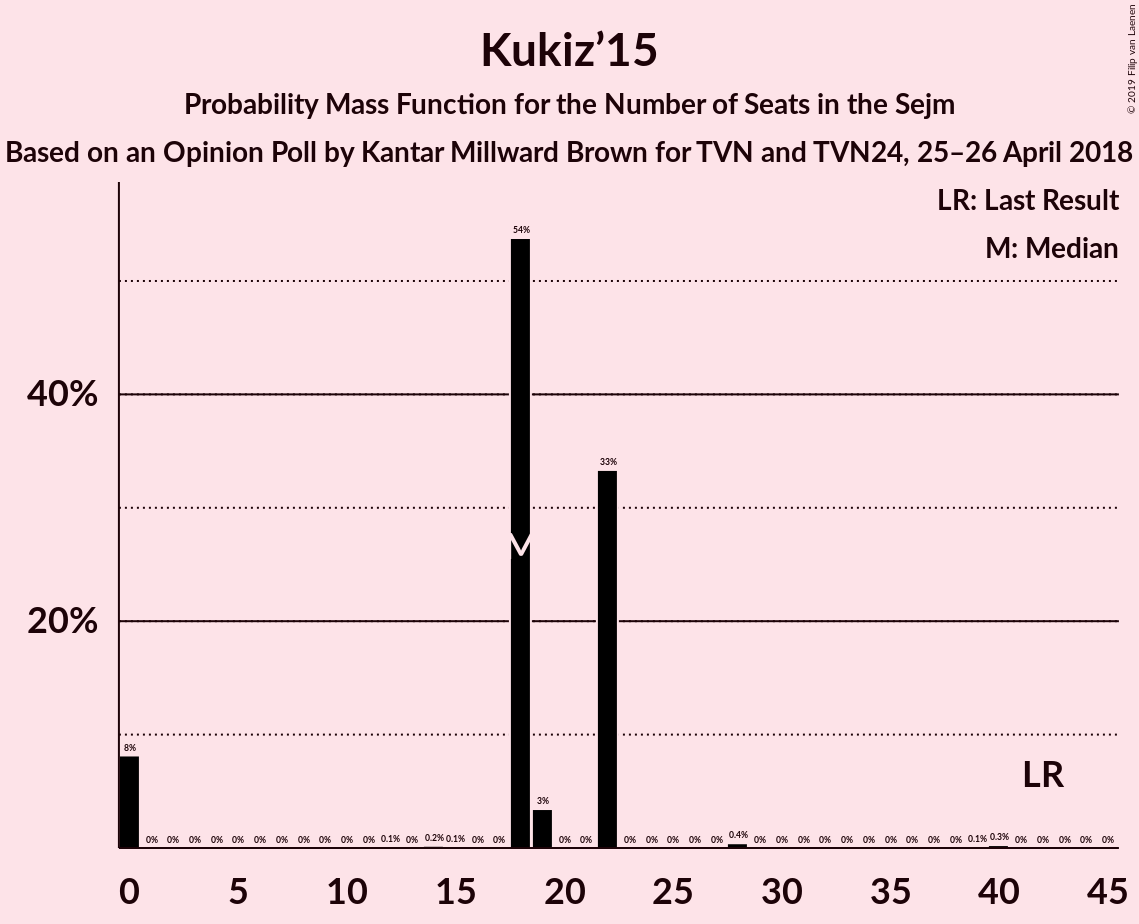 Kukiz’15
Probability Mass Function for the Number of Seats in the Sejm
Based on an Opinion Poll by Kantar Millward Brown for TVN and TVN24, 25–26 April 2018
© 2019 Filip van Laenen
LR: Last Result
M: Median
54%
40%
33%
20%
LR
8% 0% 0% 0% 0% 0% 0% 0% 0% 0% 0% 0% 0.1% 0% 0.2% 0.1% 0% 0% 3% 0% 0% 0% 0% 0% 0% 0% 0.4% 0% 0% 0% 0% 0% 0% 0% 0% 0% 0% 0.1% 0.3% 0% 0% 0% 0% 0%
0 5 10 15 20 25 30 35 40 45